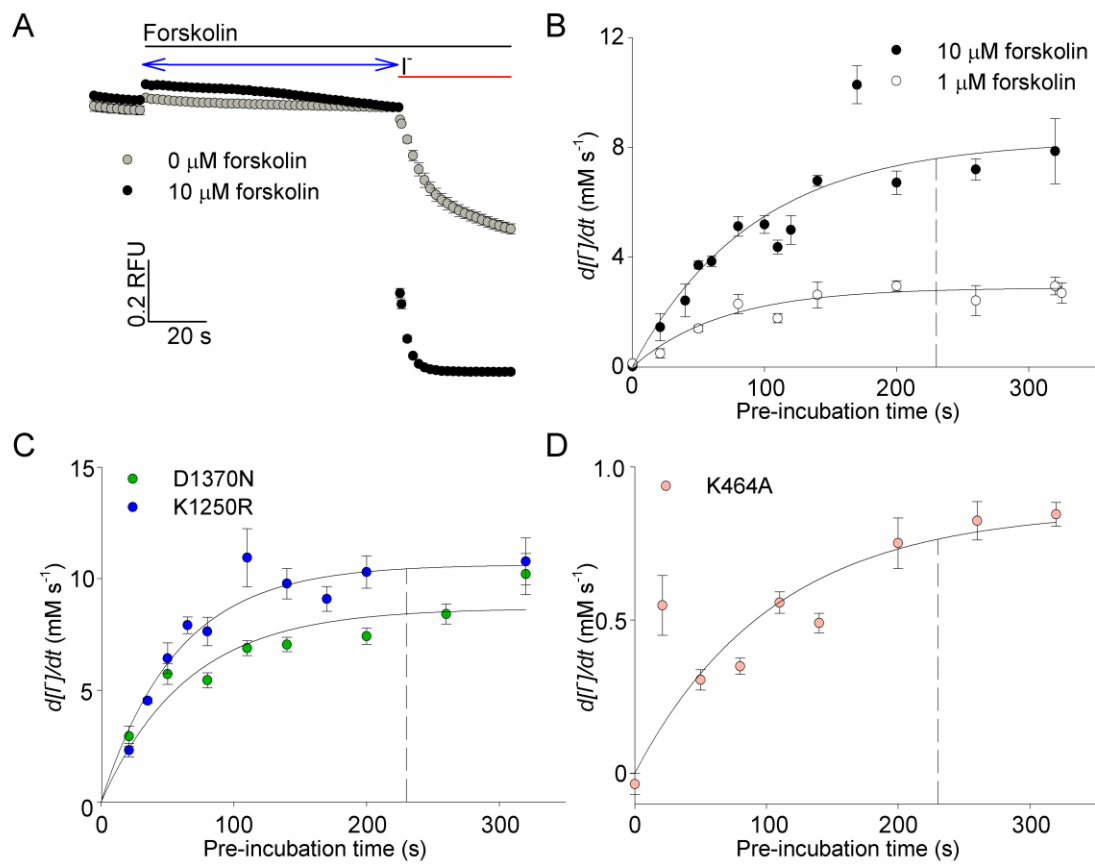 A
Forskolin
I⁻
0 μM forskolin
10 μM forskolin
0.2 RFU
20 s
B
12
8
4
0
d[I⁻]/dt (mM s⁻¹)
10 μM forskolin
1 μM forskolin
0 100 200 300
Pre-incubation time (s)
C
15
10
5
0
d[I⁻]/dt (mM s⁻¹)
D1370N
K1250R
0 100 200 300
Pre-incubation time (s)
D
1.0
0.5
0
d[I⁻]/dt (mM s⁻¹)
K464A
0 100 200 300
Pre-incubation time (s)